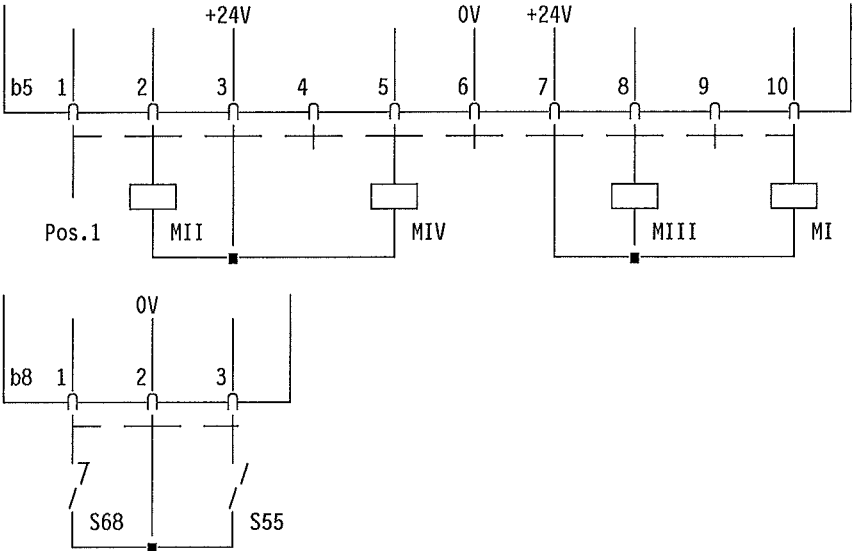 +24V 0V +24V
b5 1 2 3 4 5 6 7 8 9 10
Pos.1 MII MIV MIII MI
0V
b8 1 2 3
S68 S55